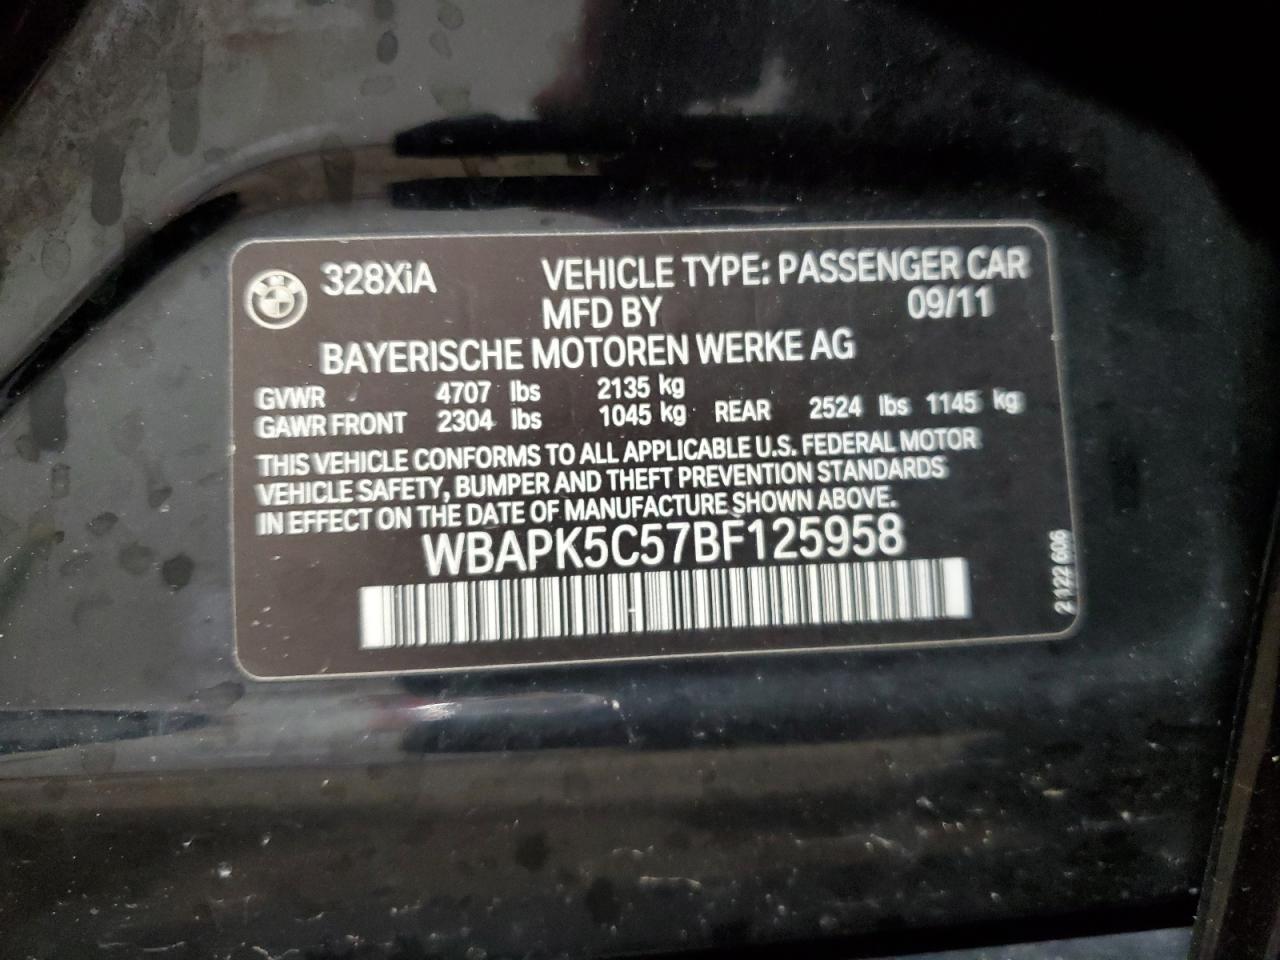 328XiA VEHICLE TYPE: PASSENGER CAR
MFD BY 09/11
BAYERISCHE MOTOREN WERKE AG
GVWR 4707 lbs 2135 kg
GAWR FRONT 2304 lbs 1045 kg REAR 2524 lbs 1145 kg
THIS VEHICLE CONFORMS TO ALL APPLICABLE U.S. FEDERAL MOTOR
VEHICLE SAFETY, BUMPER AND THEFT PREVENTION STANDARDS
IN EFFECT ON THE DATE OF MANUFACTURE SHOWN ABOVE.
WBAPK5C57BF125958
2 122 606